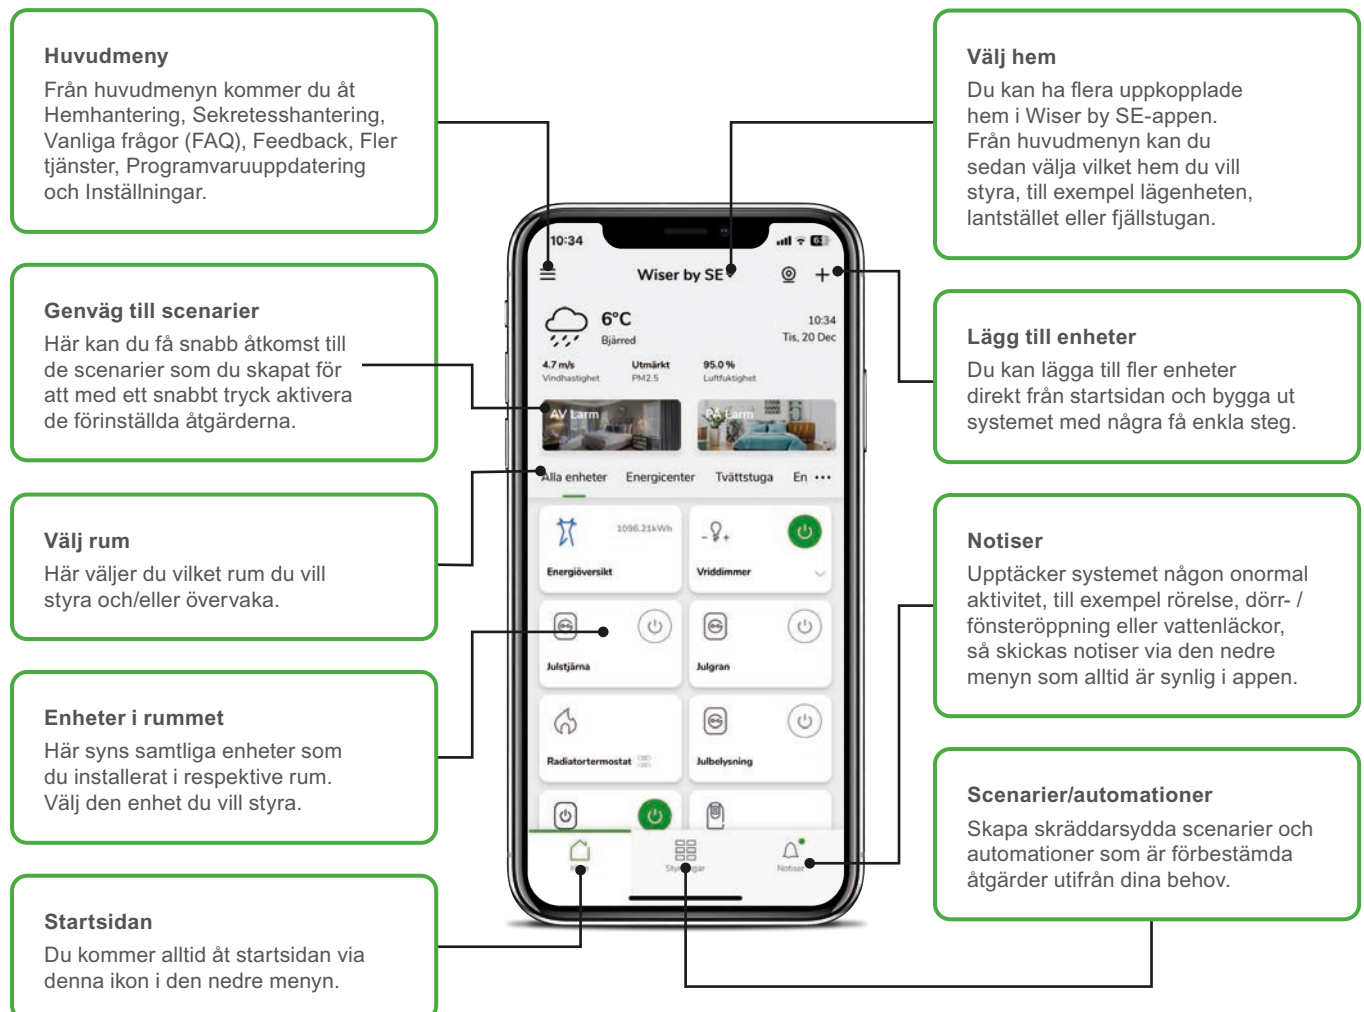 Huvudmeny
Från huvudmenyn kommer du åt
Hemhantering, Sekretesshantering,
Vanliga frågor (FAQ), Feedback, Fler
tjänster, Programvaruuppdatering
och Inställningar.
Genväg till scenarier
Här kan du få snabb åtkomst till
de scenarier som du skapat för
att med ett snabbt tryck aktivera
de förinställda åtgärderna.
Välj rum
Här väljer du vilket rum du vill
styra och/eller övervaka.
Enheter i rummet
Här syns samtliga enheter som
du installerat i respektive rum.
Välj den enhet du vill styra.
Startsidan
Du kommer alltid åt startsidan via
denna ikon i den nedre menyn.
10:34
63
Wiser by SE
6°C
Bjärred
10:34
Tis, 20 Dec
4.7 m/s
Utmärkt
95.0 %
Vindhastighet
PM2.5
Luftfuktighet
AV Larm
PÅ Larm
Alla enheter
Energicenter
Tvättstuga
En
1096.21kWh
Energiöversikt
Vriddimmer
Julstjärna
Julgran
Radiatortermostat
Julbelysning
Notiser
Välj hem
Du kan ha flera uppkopplade
hem i Wiser by SE-appen.
Från huvudmenyn kan du
sedan välja vilket hem du vill
styra, till exempel lägenheten,
lantstället eller fjällstugan.
Lägg till enheter
Du kan lägga till fler enheter
direkt från startsidan och bygga ut
systemet med några få enkla steg.
Notiser
Upptäcker systemet någon onormal
aktivitet, till exempel rörelse, dörr- /
fönsteröppning eller vattenläckor,
så skickas notiser via den nedre
menyn som alltid är synlig i appen.
Scenarier/automationer
Skapa skräddarsydda scenarier och
automationer som är förbestämda
åtgärder utifrån dina behov.